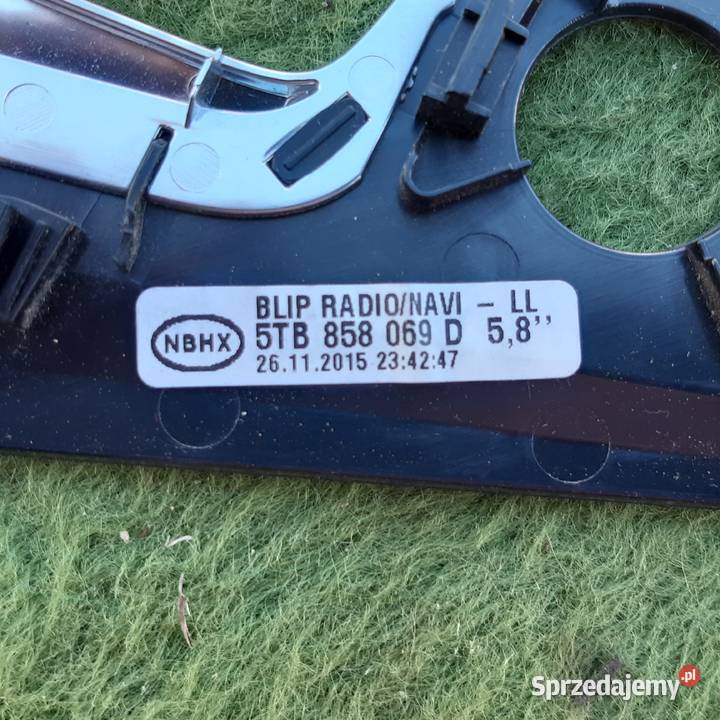 BLIP RADIO/NAVI - LL
NBHX 5TB 858 069 D 5,8''
26.11.2015 23:42:47
Sprzedajemy.pl